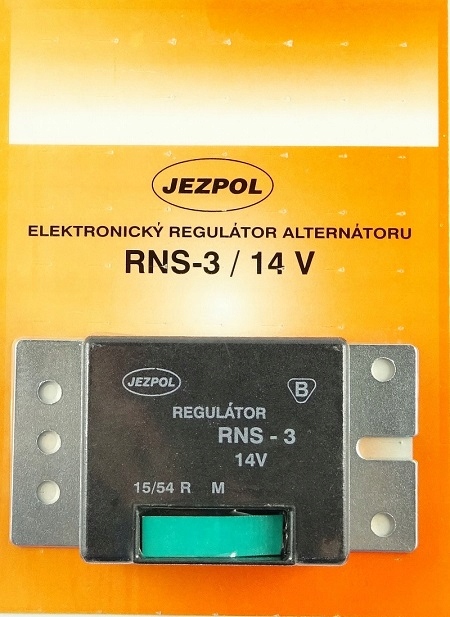 JEZPOL
ELEKTRONICKÝ REGULÁTOR ALTERNÁTORU
RNS-3 / 14 V
JEZPOL
B
REGULÁTOR
RNS - 3
14V
15/54 R M